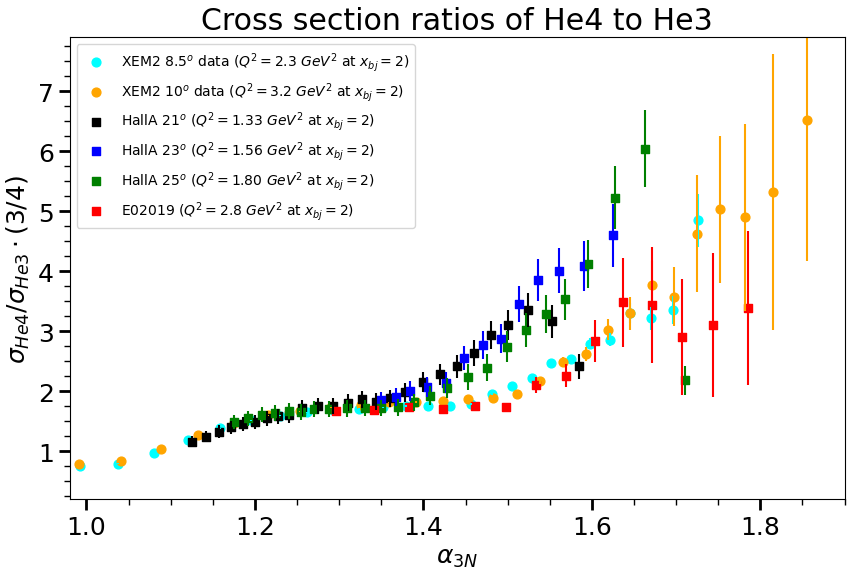 Cross section ratios of He4 to He3
XEM2 8.5° data (Q² = 2.3 GeV² at x_bj = 2)
XEM2 10° data (Q² = 3.2 GeV² at x_bj = 2)
HallA 21° (Q² = 1.33 GeV² at x_bj = 2)
HallA 23° (Q² = 1.56 GeV² at x_bj = 2)
HallA 25° (Q² = 1.80 GeV² at x_bj = 2)
E02019 (Q² = 2.8 GeV² at x_bj = 2)
σ_He4/σ_He3 · (3/4)
7
6
5
4
3
2
1
1.0 1.2 1.4 1.6 1.8
α_3N